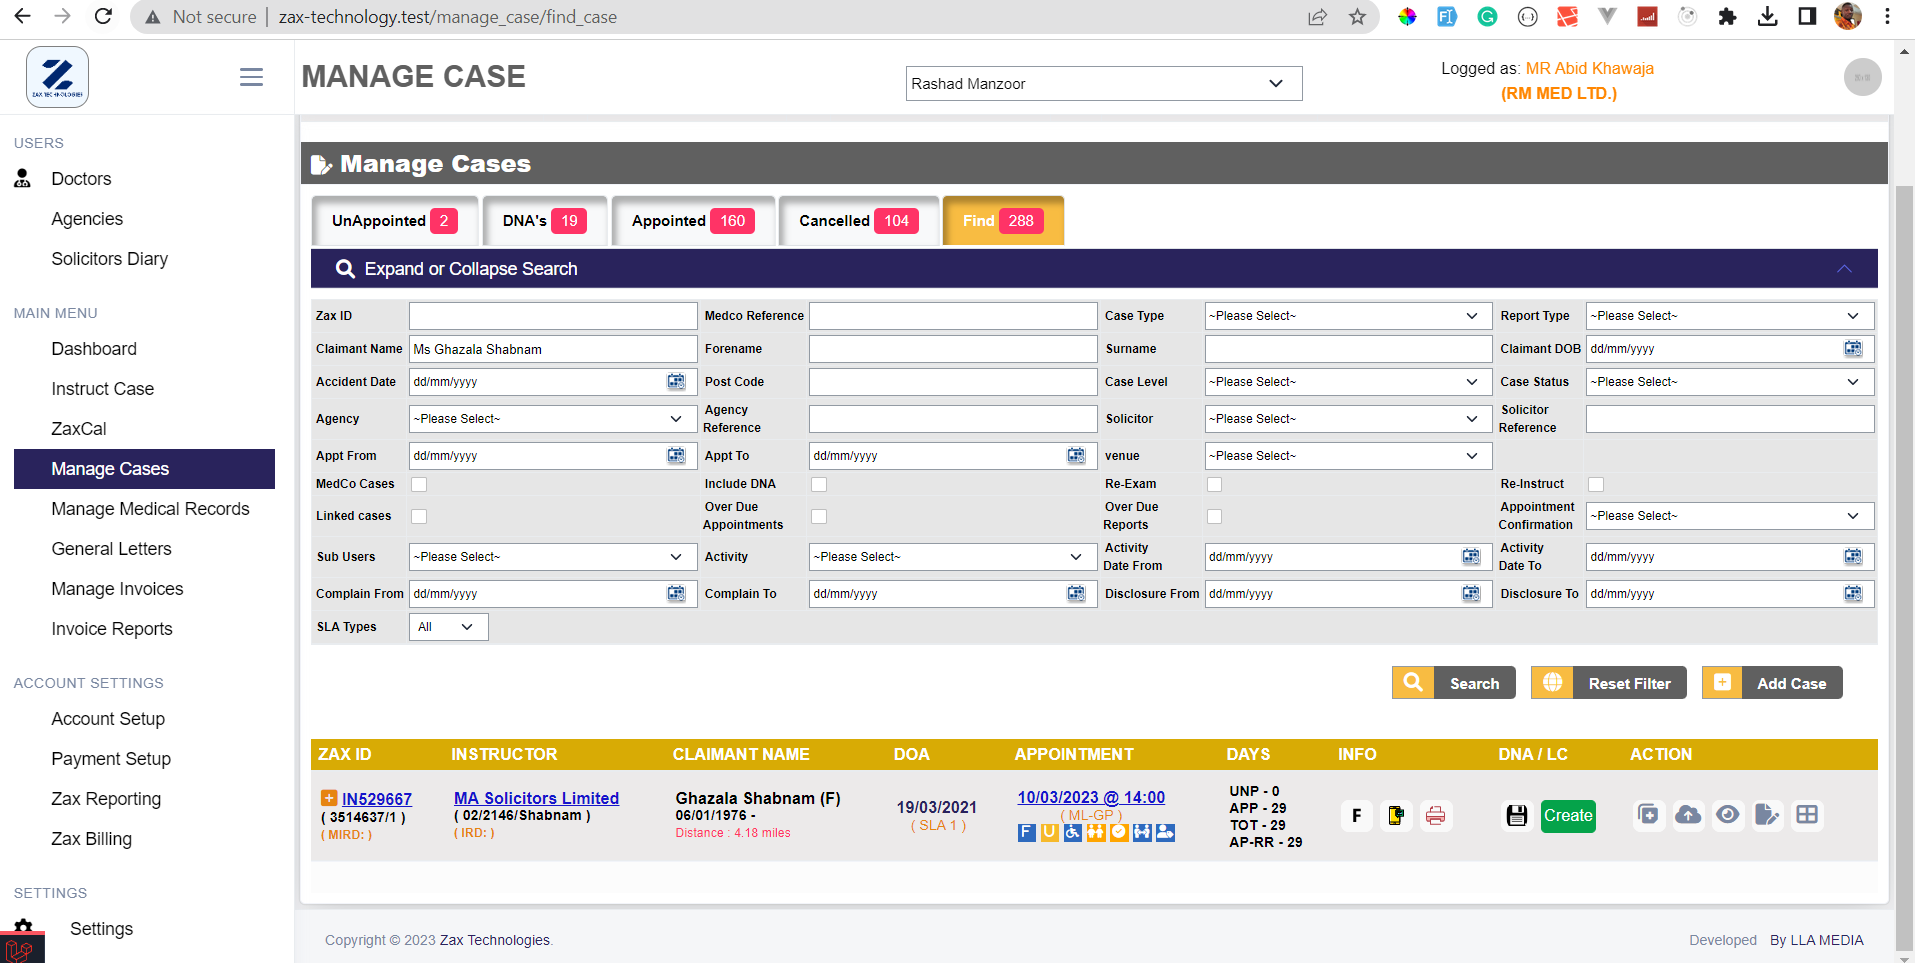 Not secure | zax-technology.test/manage_case/find_case
ZAX TECHNOLOGIES
MANAGE CASE
Rashad Manzoor
Logged as: MR Abid Khawaja
(RM MED LTD.)
USERS
Doctors
Agencies
Solicitors Diary
MAIN MENU
Dashboard
Instruct Case
ZaxCal
Manage Cases
Manage Medical Records
General Letters
Manage Invoices
Invoice Reports
ACCOUNT SETTINGS
Account Setup
Payment Setup
Zax Reporting
Zax Billing
SETTINGS
Settings
Manage Cases
UnAppointed 2 DNA's 19 Appointed 160 Cancelled 104 Find 288
Expand or Collapse Search
Zax ID Medco Reference Case Type ~Please Select~ Report Type ~Please Select~
Claimant Name Ms Ghazala Shabnam Forename Surname Claimant DOB dd/mm/yyyy
Accident Date dd/mm/yyyy Post Code Case Level ~Please Select~ Case Status ~Please Select~
Agency ~Please Select~ Agency Reference Solicitor ~Please Select~ Solicitor Reference
Appt From dd/mm/yyyy Appt To dd/mm/yyyy venue ~Please Select~
MedCo Cases Include DNA Re-Exam Re-Instruct
Linked cases Over Due Appointments Over Due Reports Appointment Confirmation ~Please Select~
Sub Users ~Please Select~ Activity ~Please Select~ Activity Date From dd/mm/yyyy Activity Date To dd/mm/yyyy
Complain From dd/mm/yyyy Complain To dd/mm/yyyy Disclosure From dd/mm/yyyy Disclosure To dd/mm/yyyy
SLA Types All
Search Reset Filter Add Case
ZAX ID INSTRUCTOR CLAIMANT NAME DOA APPOINTMENT DAYS INFO DNA / LC ACTION
IN529667
( 3514637/1 )
( MIRD: )
MA Solicitors Limited
( 02/2146/Shabnam )
( IRD: )
Ghazala Shabnam (F)
06/01/1976 -
Distance : 4.18 miles
19/03/2021
( SLA 1 )
10/03/2023 @ 14:00
( ML-GP )
F U
UNP - 0
APP - 29
TOT - 29
AP-RR - 29
F
Create
Copyright © 2023 Zax Technologies.
Developed By LLA MEDIA